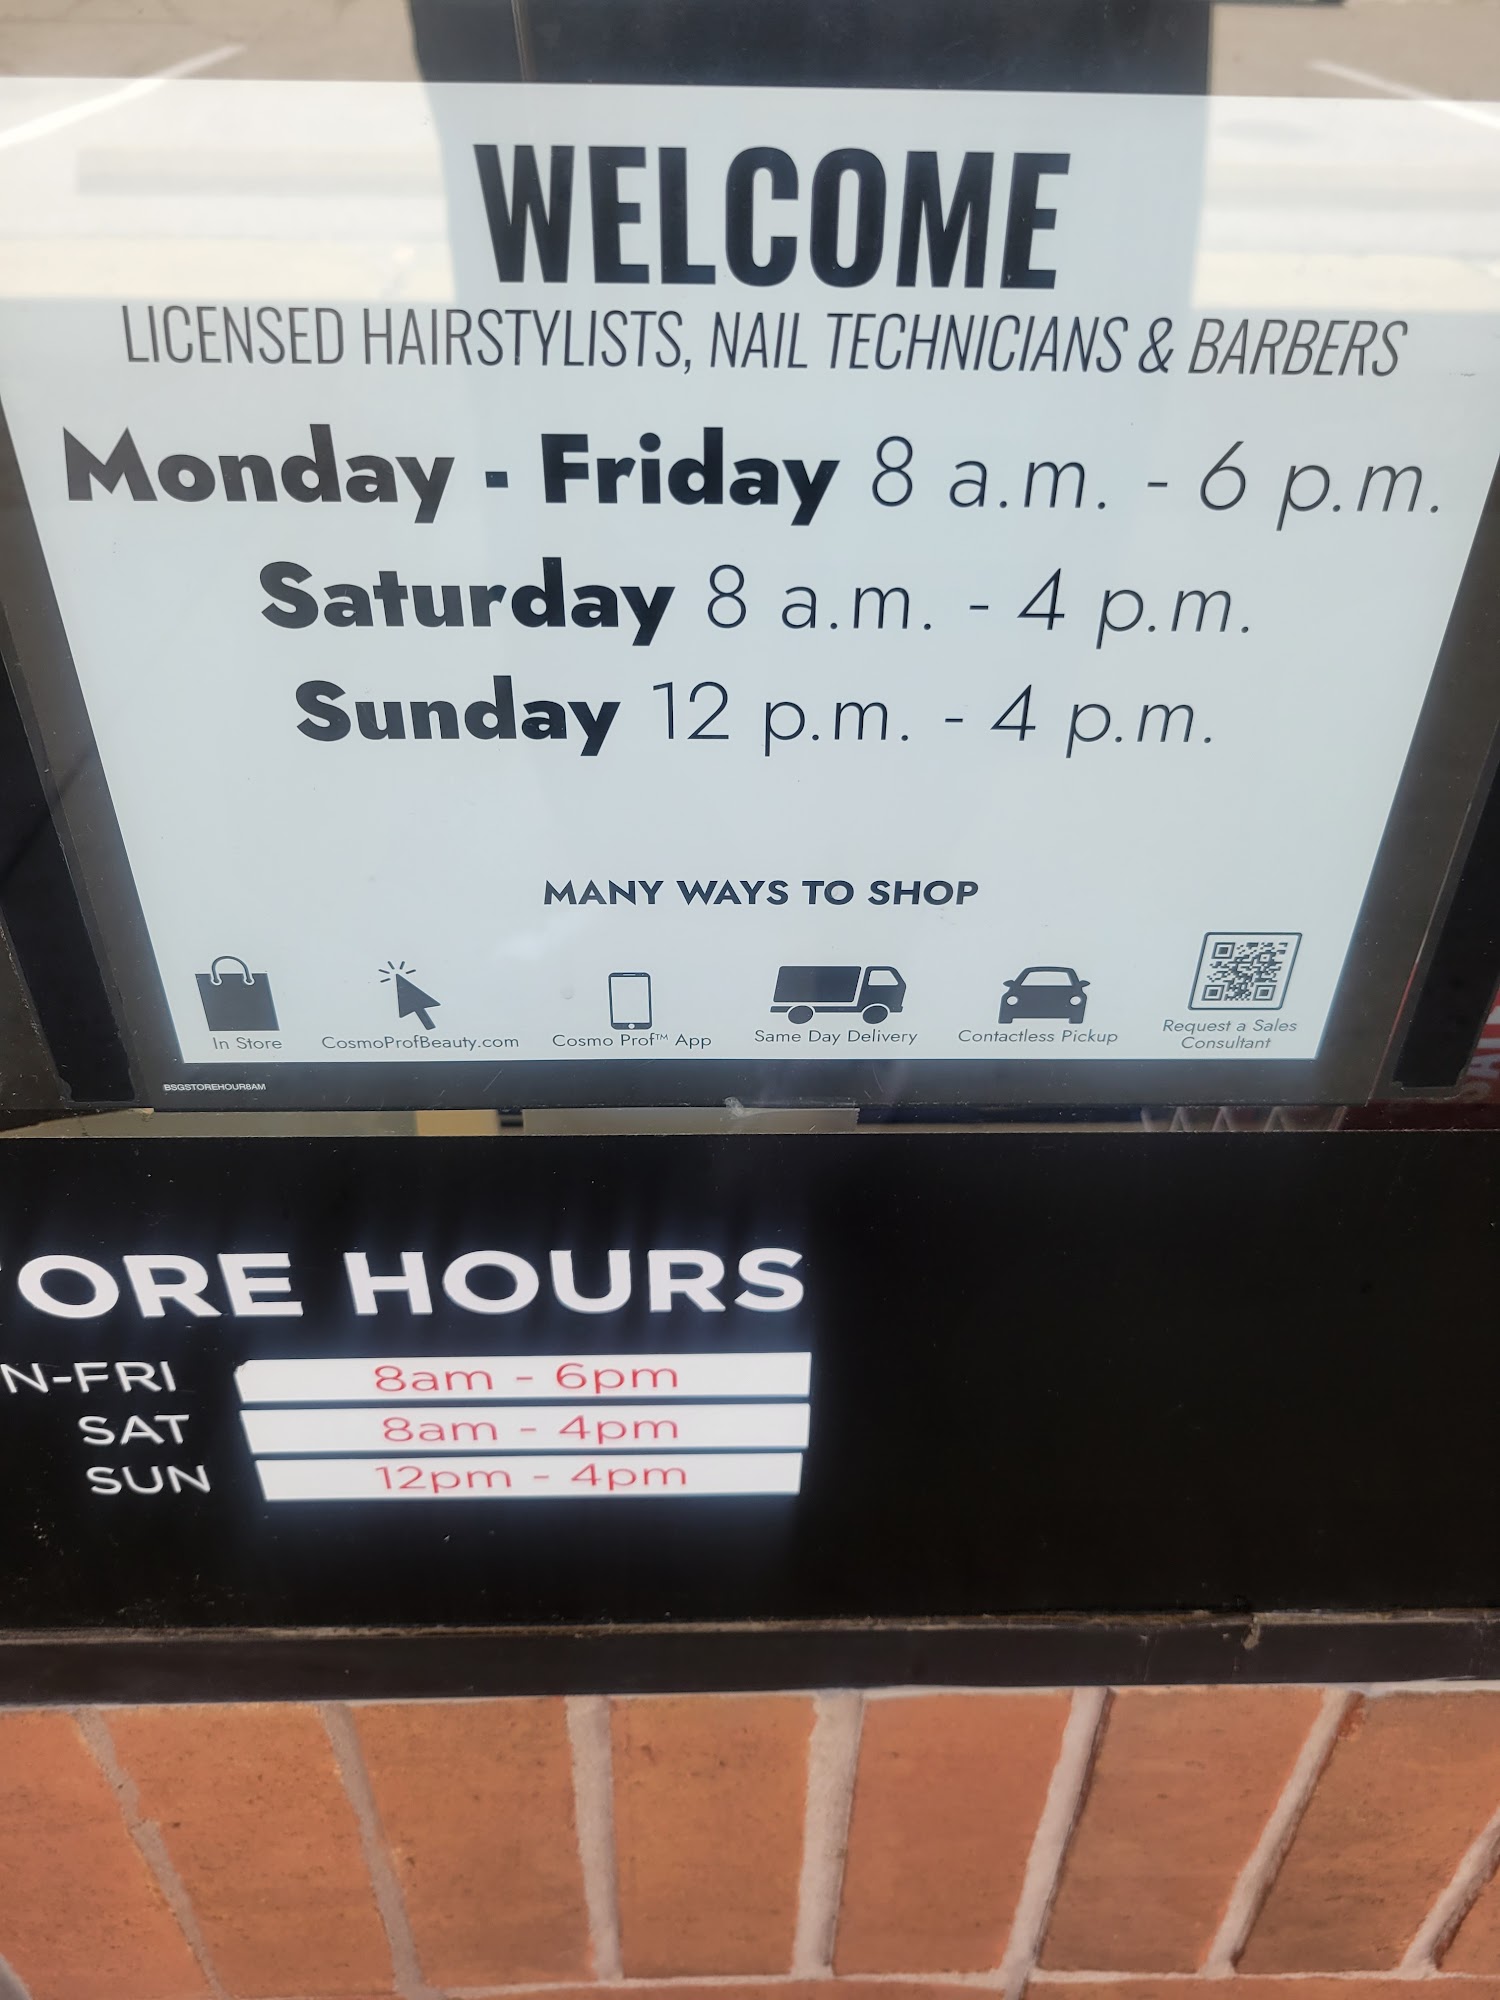 WELCOME
LICENSED HAIRSTYLISTS, NAIL TECHNICIANS & BARBERS
Monday - Friday 8 a.m. - 6 p.m.
Saturday 8 a.m. - 4 p.m.
Sunday 12 p.m. - 4 p.m.
MANY WAYS TO SHOP
In Store
CosmoProfBeauty.com
Cosmo Prof™ App
Same Day Delivery
Contactless Pickup
Request a Sales
Consultant
BSGSTOREHOUR8AM
ORE HOURS
N-FRI 8am - 6pm
SAT 8am - 4pm
SUN 12pm - 4pm